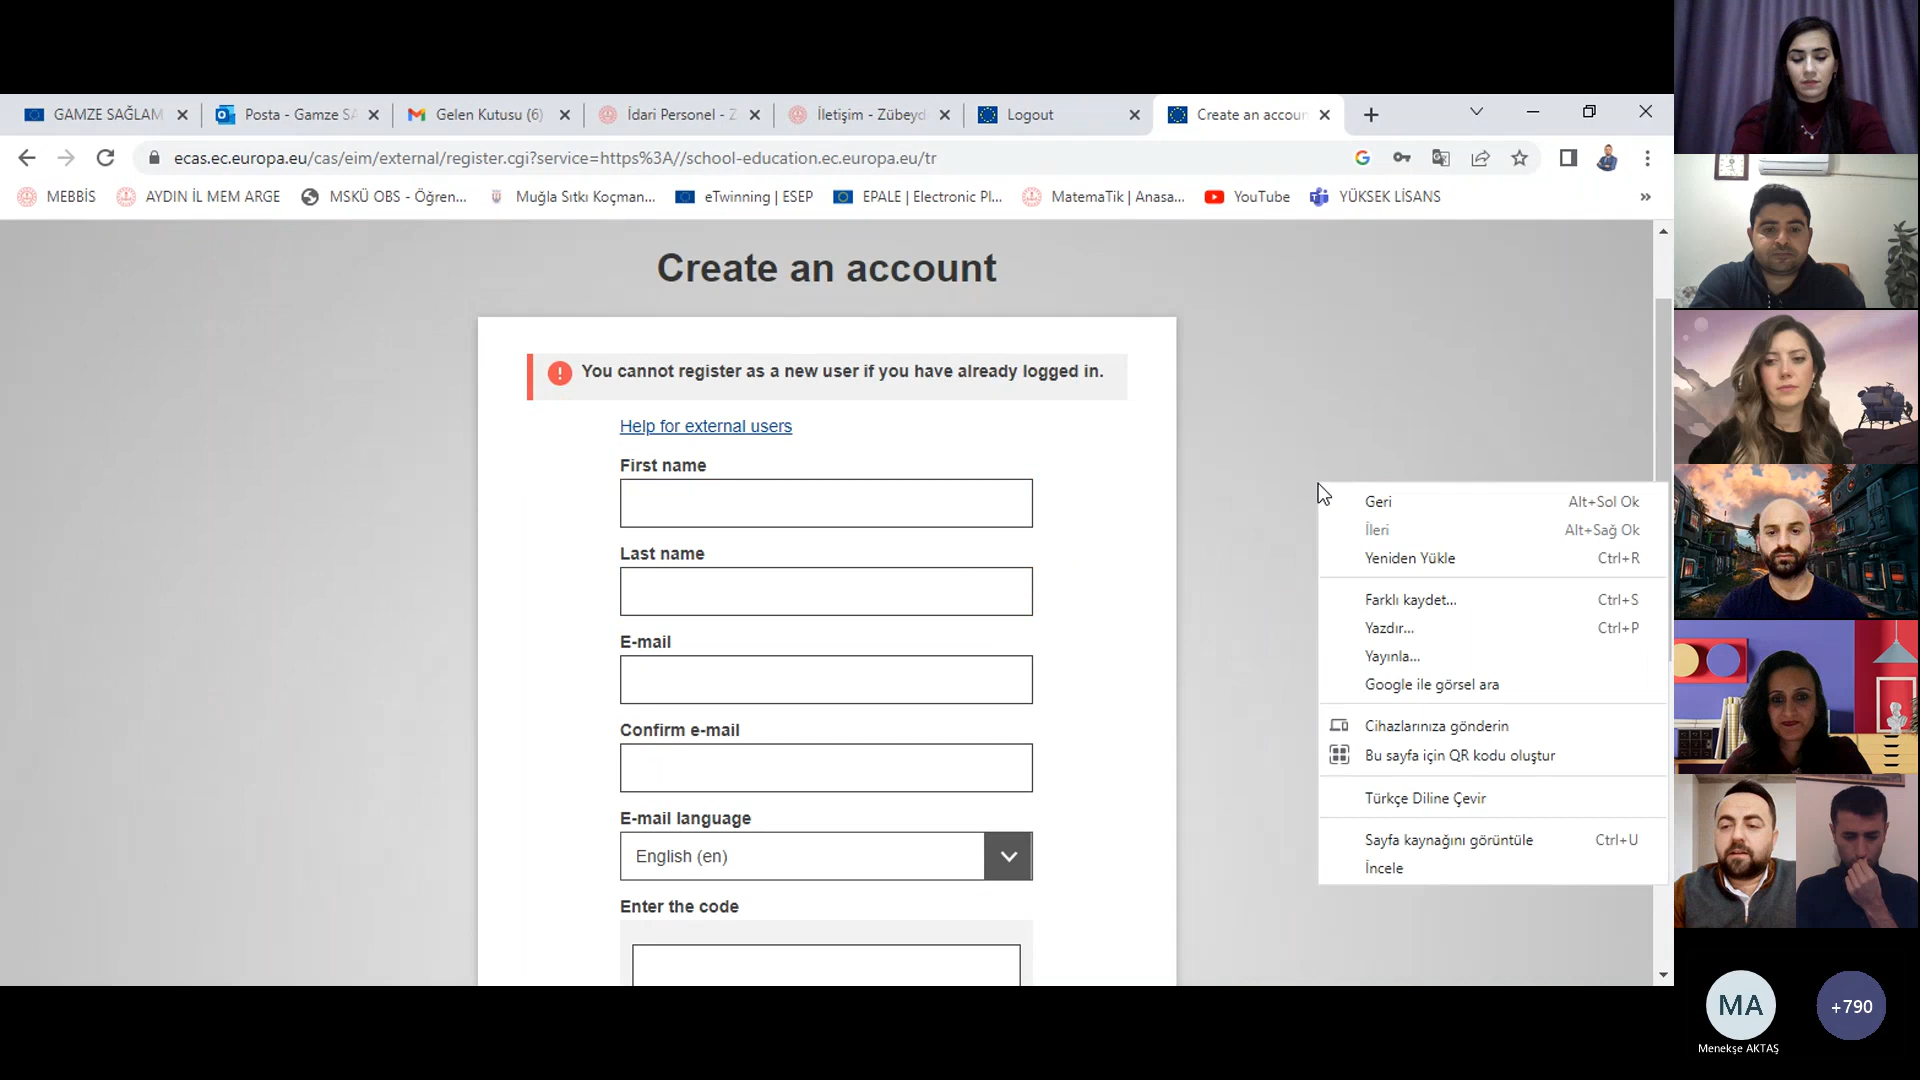 GAMZE SAĞLAM
Posta - Gamze SA
Gelen Kutusu (6)
İdari Personel - Z
İletişim - Zübeyd
Logout
Create an accoun
ecas.ec.europa.eu/cas/eim/external/register.cgi?service=https%3A//school-education.ec.europa.eu/tr
MEBBİS
AYDIN İL MEM ARGE
MSKÜ OBS - Öğren...
Muğla Sıtkı Koçman...
eTwinning | ESEP
EPALE | Electronic Pl...
MatemaTik | Anasa...
YouTube
YÜKSEK LİSANS
»
Create an account
You cannot register as a new user if you have already logged in.
Help for external users
First name
Last name
E-mail
Confirm e-mail
E-mail language
English (en)
Enter the code
Geri Alt+Sol Ok
İleri Alt+Sağ Ok
Yeniden Yükle Ctrl+R
Farklı kaydet... Ctrl+S
Yazdır... Ctrl+P
Yayınla...
Google ile görsel ara
Cihazlarınıza gönderin
Bu sayfa için QR kodu oluştur
Türkçe Diline Çevir
Sayfa kaynağını görüntüle Ctrl+U
İncele
MA
+790
Menekşe AKTAŞ